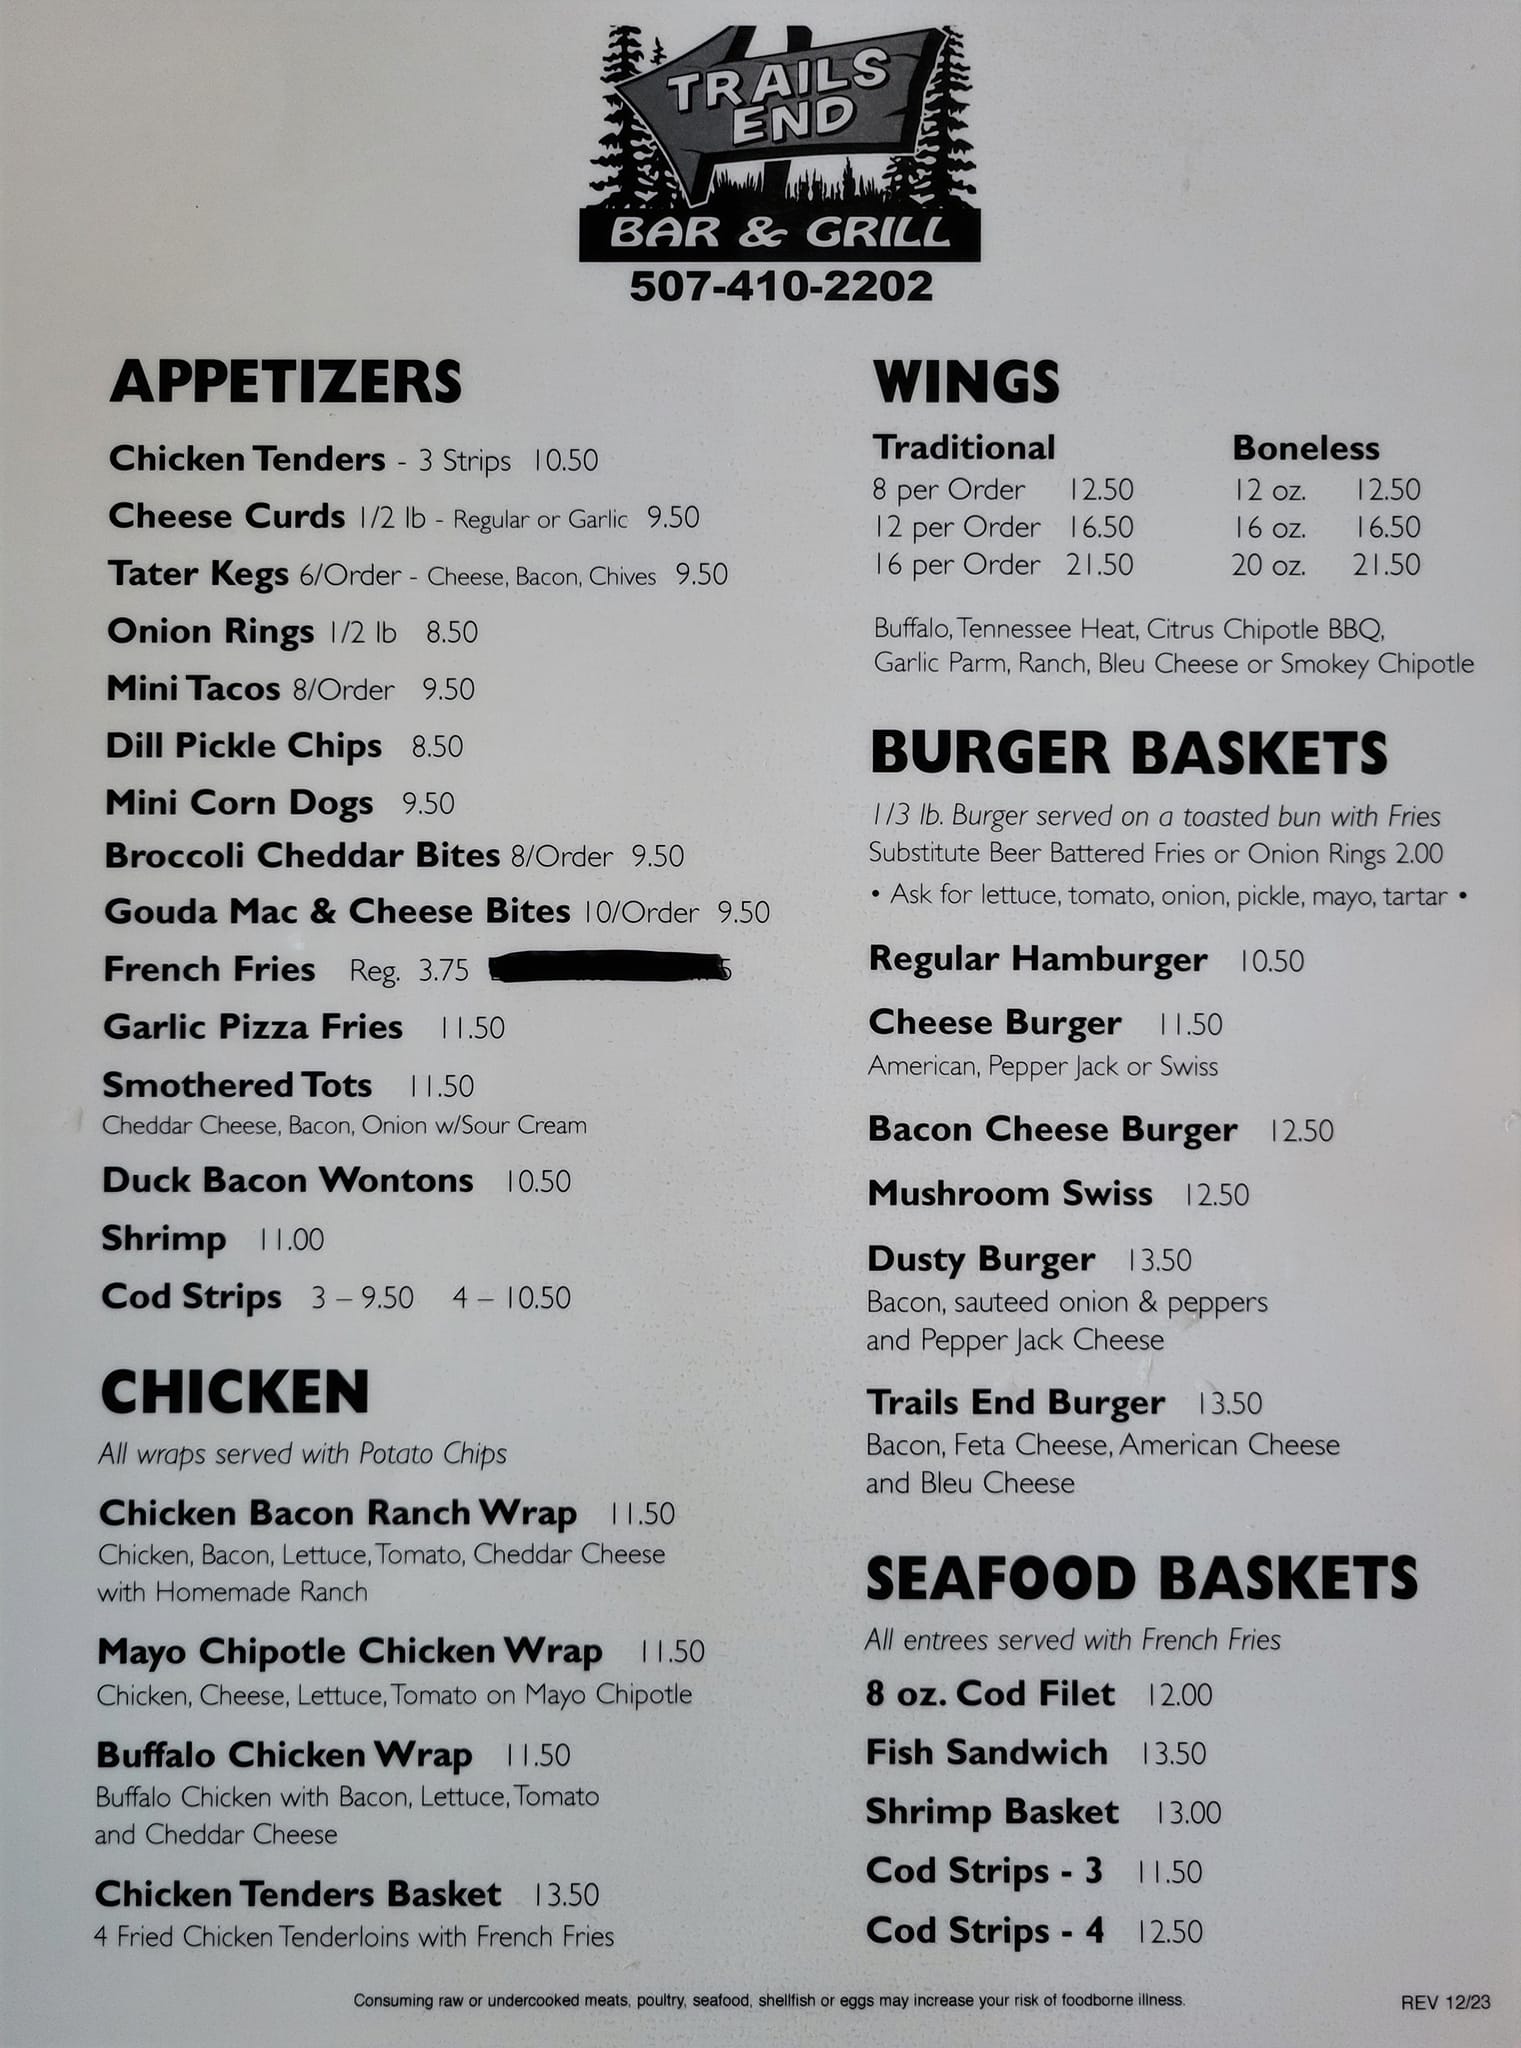 TRAILS
END
BAR & GRILL
507-410-2202
APPETIZERS
Chicken Tenders - 3 Strips 10.50
Cheese Curds 1/2 lb - Regular or Garlic 9.50
Tater Kegs 6/Order - Cheese, Bacon, Chives 9.50
Onion Rings 1/2 lb 8.50
Mini Tacos 8/Order 9.50
Dill Pickle Chips 8.50
Mini Corn Dogs 9.50
Broccoli Cheddar Bites 8/Order 9.50
Gouda Mac & Cheese Bites 10/Order 9.50
French Fries Reg. 3.75
Garlic Pizza Fries 11.50
Smothered Tots 11.50
Cheddar Cheese, Bacon, Onion w/Sour Cream
Duck Bacon Wontons 10.50
Shrimp 11.00
Cod Strips 3 – 9.50 4 – 10.50
CHICKEN
All wraps served with Potato Chips
Chicken Bacon Ranch Wrap 11.50
Chicken, Bacon, Lettuce, Tomato, Cheddar Cheese
with Homemade Ranch
Mayo Chipotle Chicken Wrap 11.50
Chicken, Cheese, Lettuce, Tomato on Mayo Chipotle
Buffalo Chicken Wrap 11.50
Buffalo Chicken with Bacon, Lettuce, Tomato
and Cheddar Cheese
Chicken Tenders Basket 13.50
4 Fried Chicken Tenderloins with French Fries
WINGS
Traditional Boneless
8 per Order 12.50 12 oz. 12.50
12 per Order 16.50 16 oz. 16.50
16 per Order 21.50 20 oz. 21.50
Buffalo, Tennessee Heat, Citrus Chipotle BBQ,
Garlic Parm, Ranch, Bleu Cheese or Smokey Chipotle
BURGER BASKETS
1/3 lb. Burger served on a toasted bun with Fries
Substitute Beer Battered Fries or Onion Rings 2.00
• Ask for lettuce, tomato, onion, pickle, mayo, tartar •
Regular Hamburger 10.50
Cheese Burger 11.50
American, Pepper Jack or Swiss
Bacon Cheese Burger 12.50
Mushroom Swiss 12.50
Dusty Burger 13.50
Bacon, sauteed onion & peppers
and Pepper Jack Cheese
Trails End Burger 13.50
Bacon, Feta Cheese, American Cheese
and Bleu Cheese
SEAFOOD BASKETS
All entrees served with French Fries
8 oz. Cod Filet 12.00
Fish Sandwich 13.50
Shrimp Basket 13.00
Cod Strips - 3 11.50
Cod Strips - 4 12.50
Consuming raw or undercooked meats, poultry, seafood, shellfish or eggs may increase your risk of foodborne illness.
REV 12/23